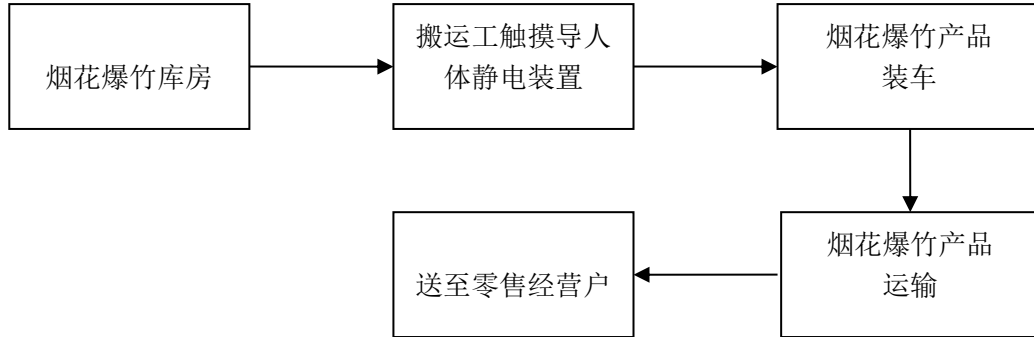 烟花爆竹库房
搬运工触摸导人
体静电装置
烟花爆竹产品
装车
烟花爆竹产品
运输
送至零售经营户